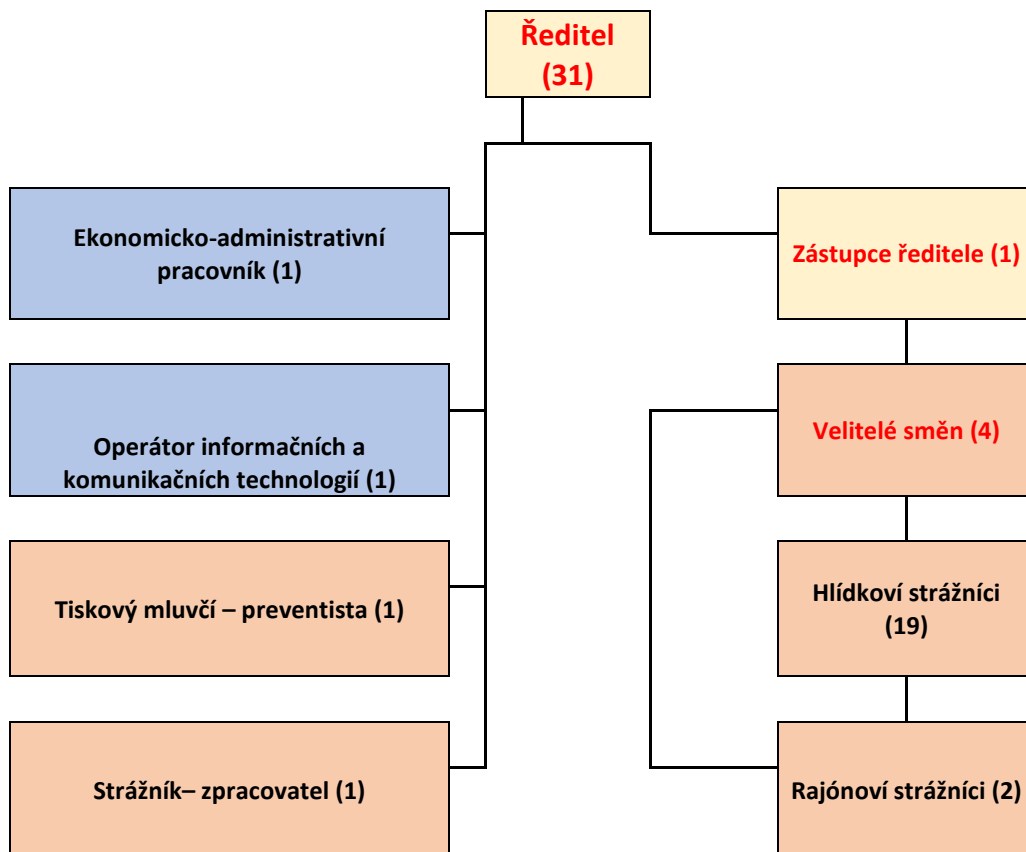 Ředitel
(31)
Ekonomicko-administrativní
pracovník (1)
Zástupce ředitele (1)
Operátor informačních a
komunikačních technologií (1)
Velitelé směn (4)
Tiskový mluvčí – preventista (1)
Hlídkoví strážníci
(19)
Strážník– zpracovatel (1)
Rajónoví strážníci (2)